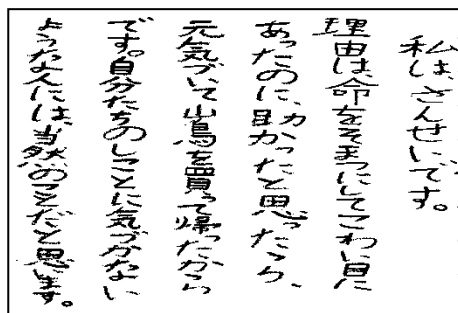 私は、さんせいです。
理由は、命をそまつにしてこわい目に
あったのに、助かったと思ったら、
元気づいて山鳥を買って帰ったから
です。自分たちのしたことに気づかない
ような人には、当然のことだと思います。